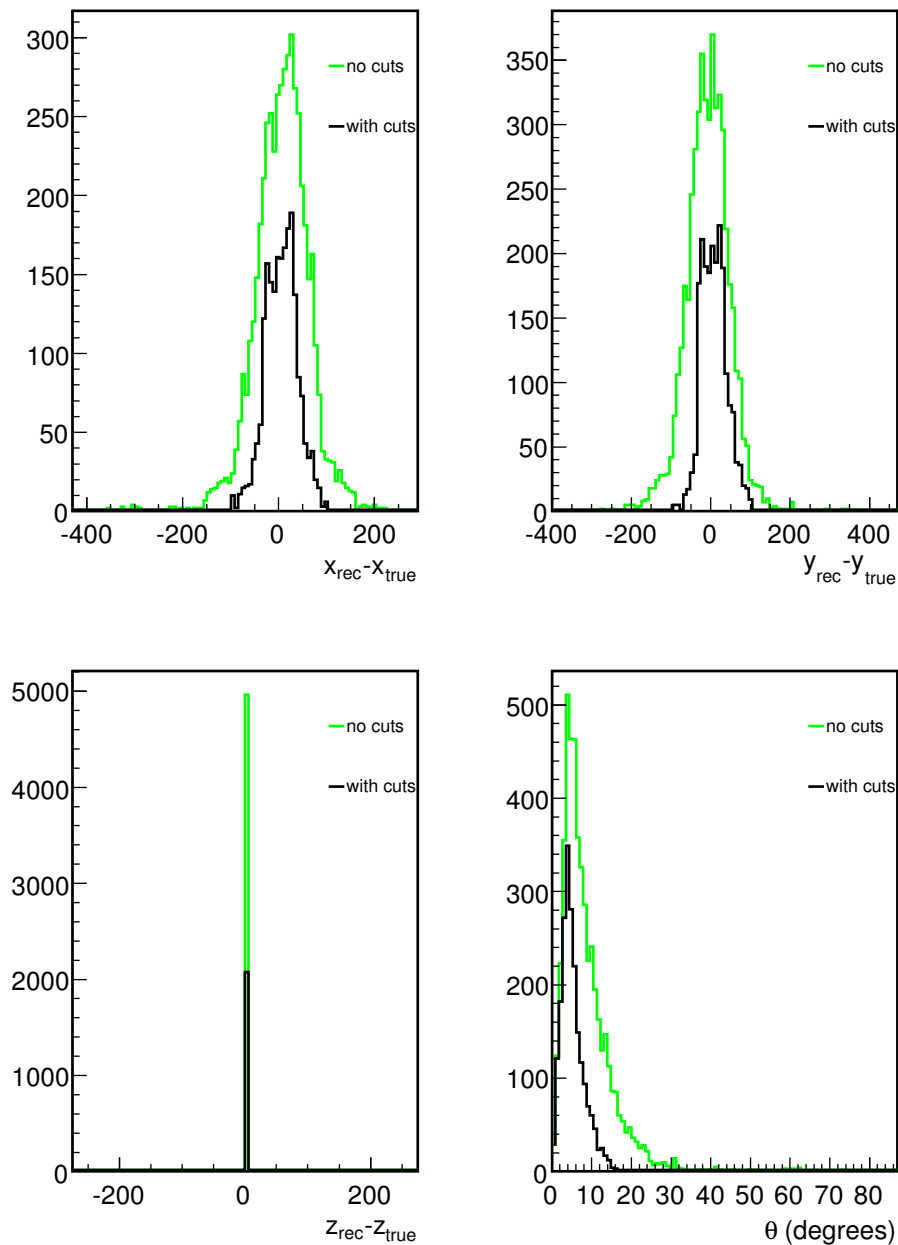 300
250
200
150
100
50
0
-400 -200 0 200
x_rec-x_true
no cuts
with cuts
350
300
250
200
150
100
50
0
-400 -200 0 200 400
y_rec-y_true
no cuts
with cuts
5000
4000
3000
2000
1000
0
-200 0 200
z_rec-z_true
no cuts
with cuts
500
400
300
200
100
0
0 10 20 30 40 50 60 70 80
θ (degrees)
no cuts
with cuts